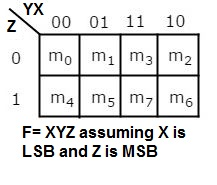 YX
Z 00 01 11 10
0 m₀ m₁ m₃ m₂
1 m₄ m₅ m₇ m₆
F= XYZ assuming X is
LSB and Z is MSB